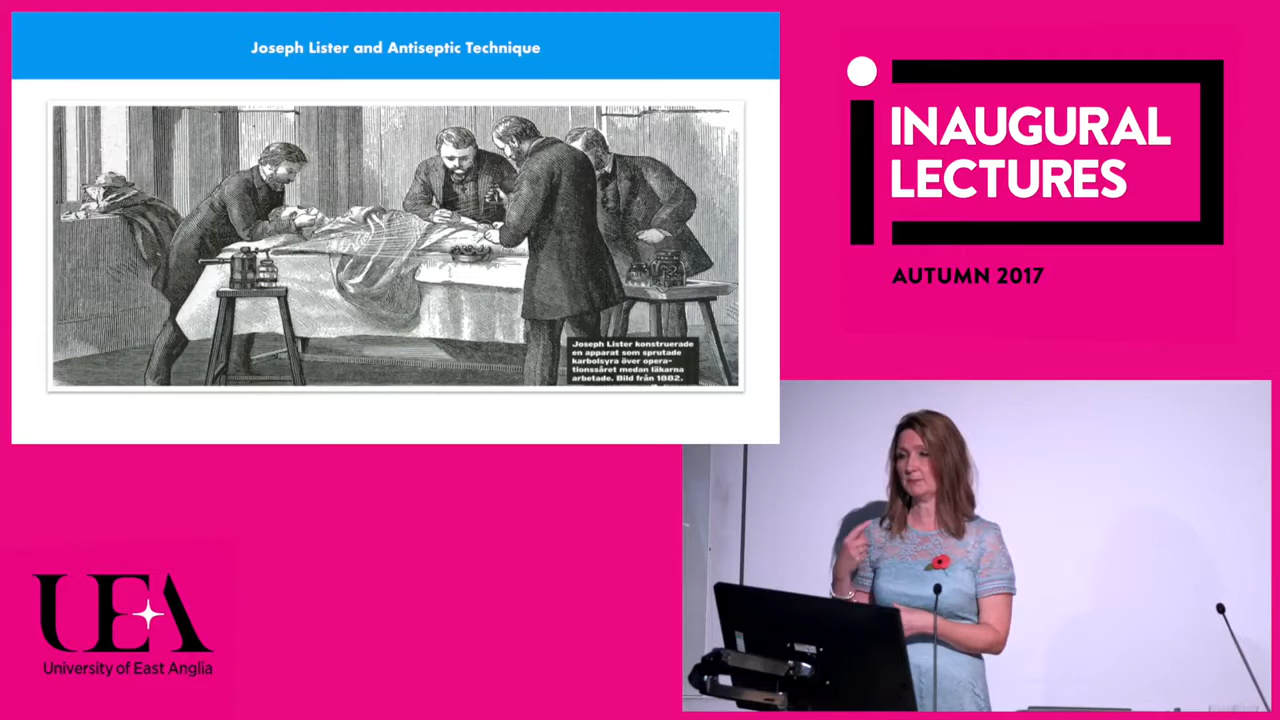 Joseph Lister and Antiseptic Technique
Joseph Lister konstruerade
en apparat som sprutade
karbolsyra över opera-
tionssåret medan läkarna
arbetade. Bild från 1882.
INAUGURAL
LECTURES
AUTUMN 2017
UEA
University of East Anglia